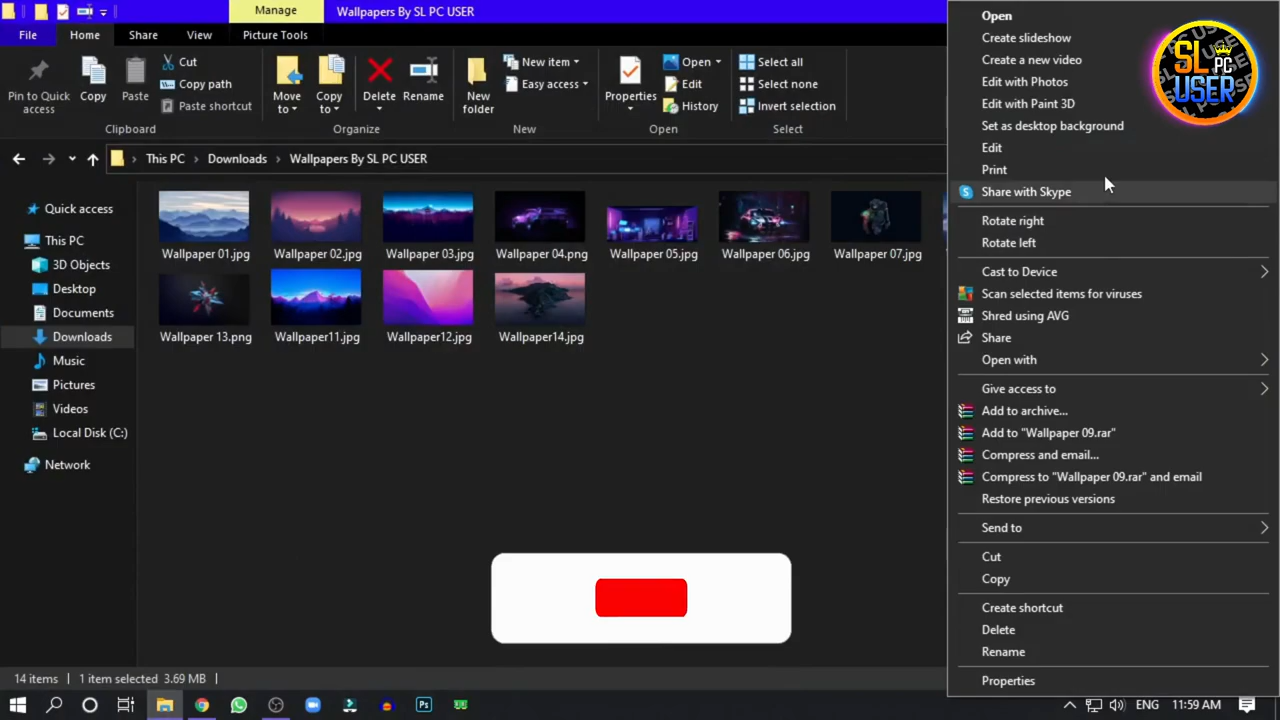 Manage
Wallpapers By SL PC USER
File
Home
Share
View
Picture Tools
Pin to Quick
access
Copy
Paste
Cut
Copy path
Paste shortcut
Clipboard
Move
to
Copy
to
Delete
Rename
Organize
New
folder
New item
Easy access
New
Properties
Open
Edit
History
Open
Select all
Select none
Invert selection
Select
This PC
Downloads
Wallpapers By SL PC USER
Quick access
This PC
3D Objects
Desktop
Documents
Downloads
Music
Pictures
Videos
Local Disk (C:)
Network
Wallpaper 01.jpg
Wallpaper 02.jpg
Wallpaper 03.jpg
Wallpaper 04.png
Wallpaper 05.jpg
Wallpaper 06.jpg
Wallpaper 07.jpg
Wallpaper 13.png
Wallpaper11.jpg
Wallpaper12.jpg
Wallpaper14.jpg
Open
Create slideshow
Create a new video
Edit with Photos
Edit with Paint 3D
Set as desktop background
Edit
Print
Share with Skype
Rotate right
Rotate left
Cast to Device
Scan selected items for viruses
Shred using AVG
Share
Open with
Give access to
Add to archive...
Add to "Wallpaper 09.rar"
Compress and email...
Compress to "Wallpaper 09.rar" and email
Restore previous versions
Send to
Cut
Copy
Create shortcut
Delete
Rename
Properties
SL PC
USER
14 items
1 item selected 3.69 MB
Ps
ENG
11:59 AM